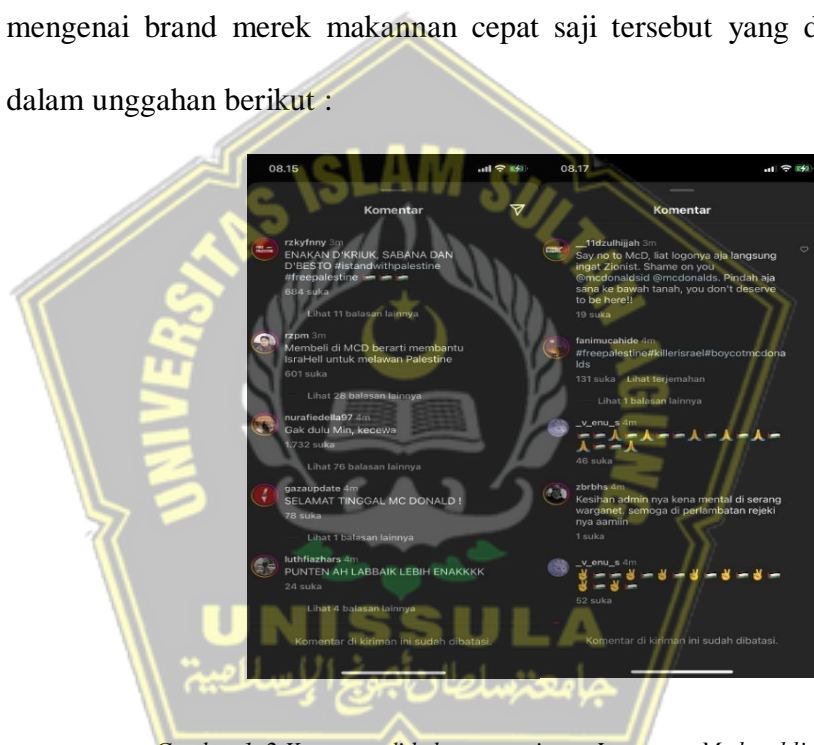 mengenai brand merek makannan cepat saji tersebut yang d
dalam unggahan berikut :
08.15
Komentar
rzkyfnny 3m
ENAKAN D'KRIUK, SABANA DAN
D'BESTO #istandwithpalestine
#freepalestine 🇵🇸 🇵🇸 🇵🇸
684 suka
Lihat 11 balasan lainnya
rzpm 3m
Membeli di MCD berarti membantu
IsraHell untuk melawan Palestine
601 suka
Lihat 28 balasan lainnya
nurafiedella97 4m
Gak dulu Min, kecewa
1.732 suka
Lihat 76 balasan lainnya
gazaupdate 4m
SELAMAT TINGGAL MC DONALD !
78 suka
Lihat 1 balasan lainnya
luthfiazhars 4m
PUNTEN AH LABBAIK LEBIH ENAKKKK
24 suka
Lihat 4 balasan lainnya
Komentar di kiriman ini sudah dibatasi.
08.17
Komentar
__11dzulhijjah 3m
Say no to McD, liat logonya aja langsung
ingat Zionist. Shame on you
@mcdonaldsid @mcdonalds. Pindah aja
sana ke bawah tanah, you don't deserve
to be here!!
19 suka
fanimucahide 4m
#freepalestine#killerisrael#boycotmcdona
lds
131 suka Lihat terjemahan
Lihat 1 balasan lainnya
_v_enu_s 4m
46 suka
zbrbhs 4m
Kesihan admin nya kena mental di serang
warganet. semoga di perlambatan rejeki
nya aamiin
1 suka
_v_enu_s 4m
52 suka
Komentar di kiriman ini sudah dibatasi.
UNIVERSITAS ISLAM SULTAN AGUNG
UNISSULA
جامعتسلطان أجونج الإسلامية